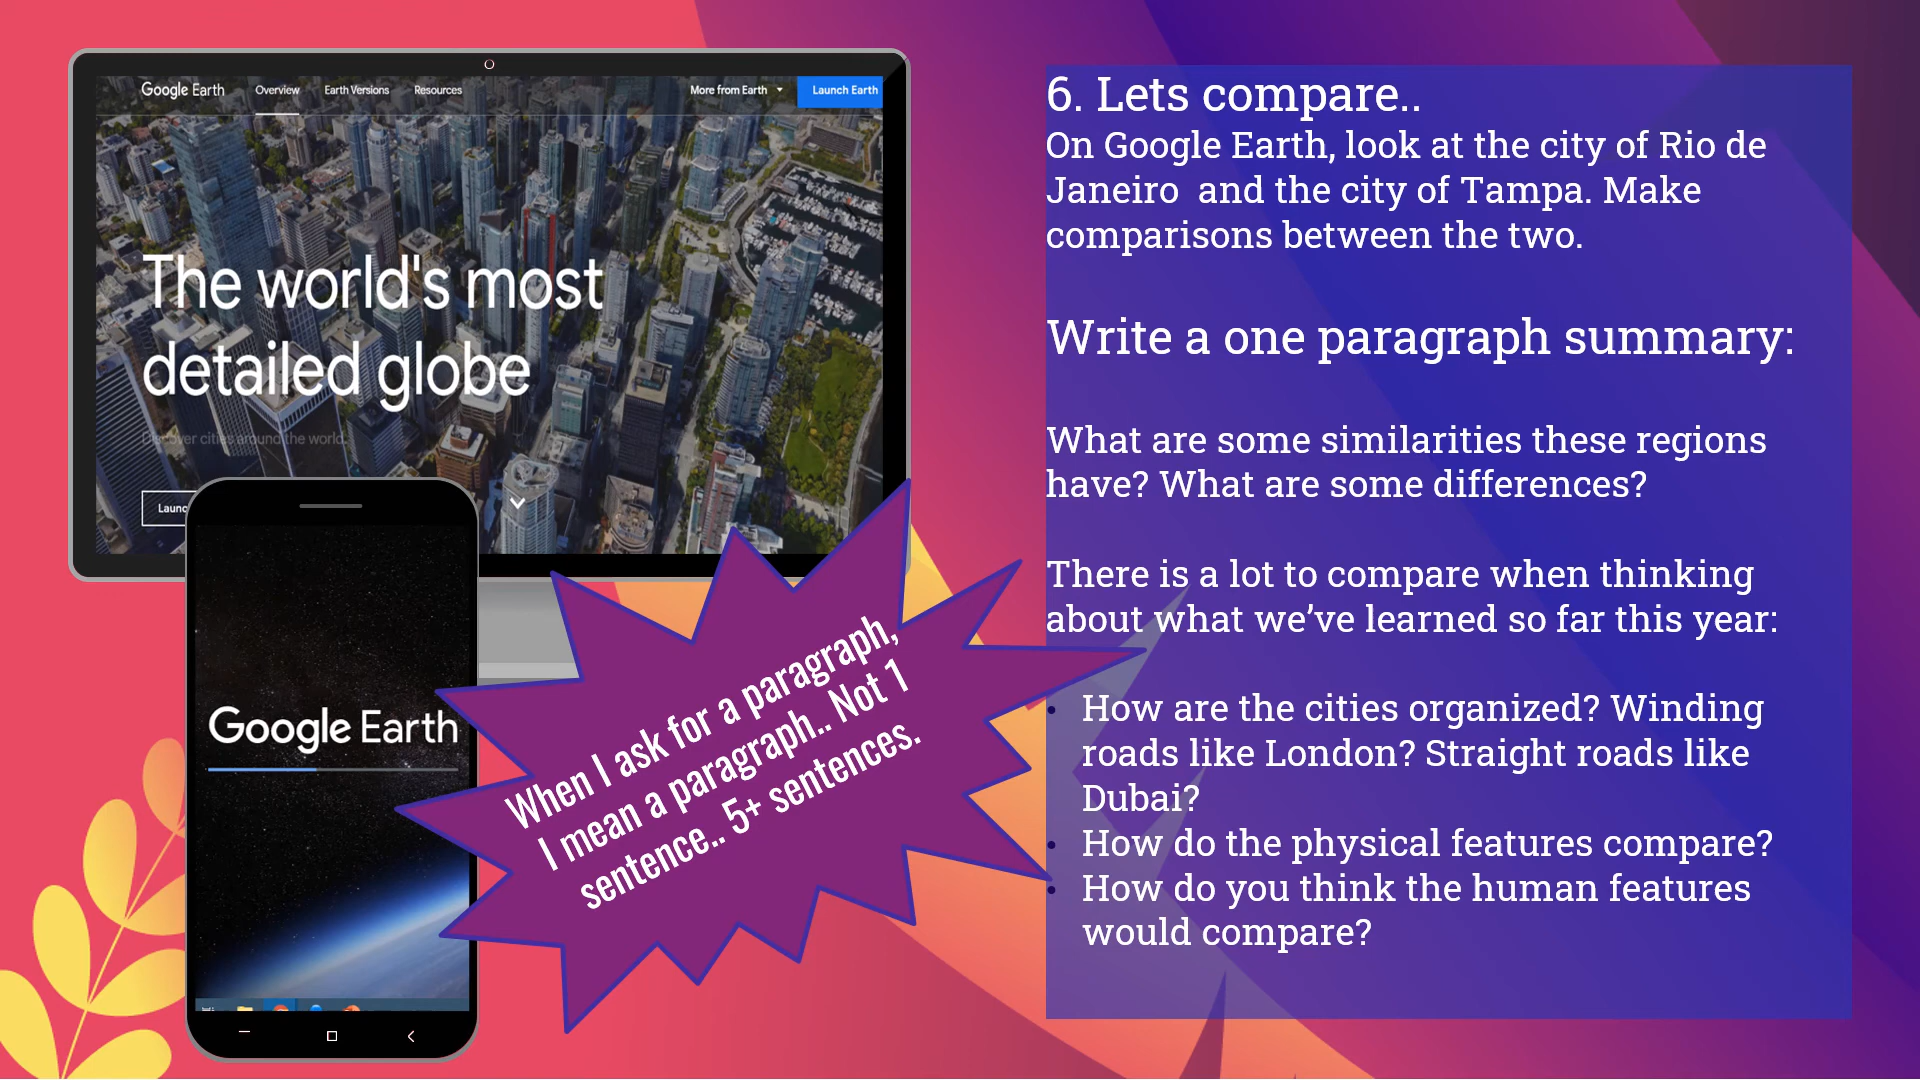 Google Earth Overview Earth Versions Resources More from Earth Launch Earth
The world's most
detailed globe
Discover cities around the world.
Google Earth
When I ask for a paragraph,
I mean a paragraph.. Not 1
sentence.. 5+ sentences.
6. Lets compare..
On Google Earth, look at the city of Rio de
Janeiro and the city of Tampa. Make
comparisons between the two.
Write a one paragraph summary:
What are some similarities these regions
have? What are some differences?
There is a lot to compare when thinking
about what we’ve learned so far this year:
• How are the cities organized? Winding
roads like London? Straight roads like
Dubai?
• How do the physical features compare?
• How do you think the human features
would compare?